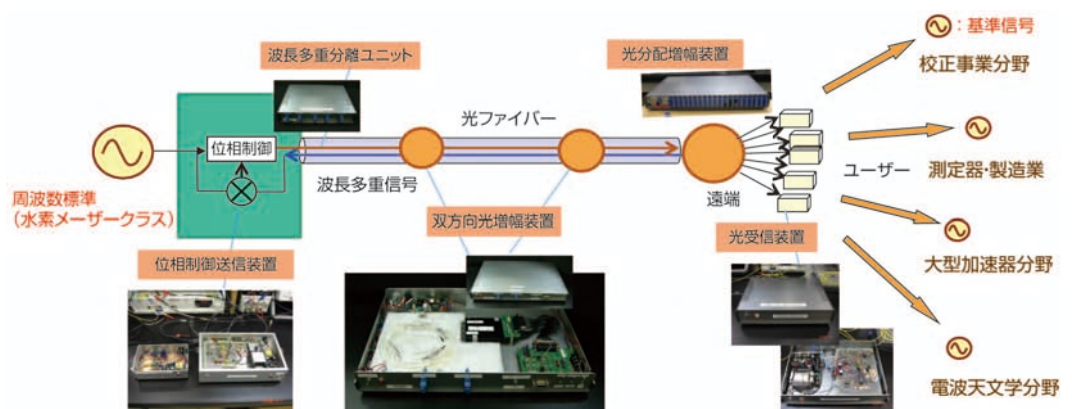 :基準信号
校正事業分野
波長多重分離ユニット
光分配増幅装置
光ファイバー
位相制御
ユーザー
測定器・製造業
周波数標準
(水素メーザークラス)
波長多重信号
遠端
双方向光増幅装置
光受信装置
位相制御送信装置
大型加速器分野
電波天文学分野